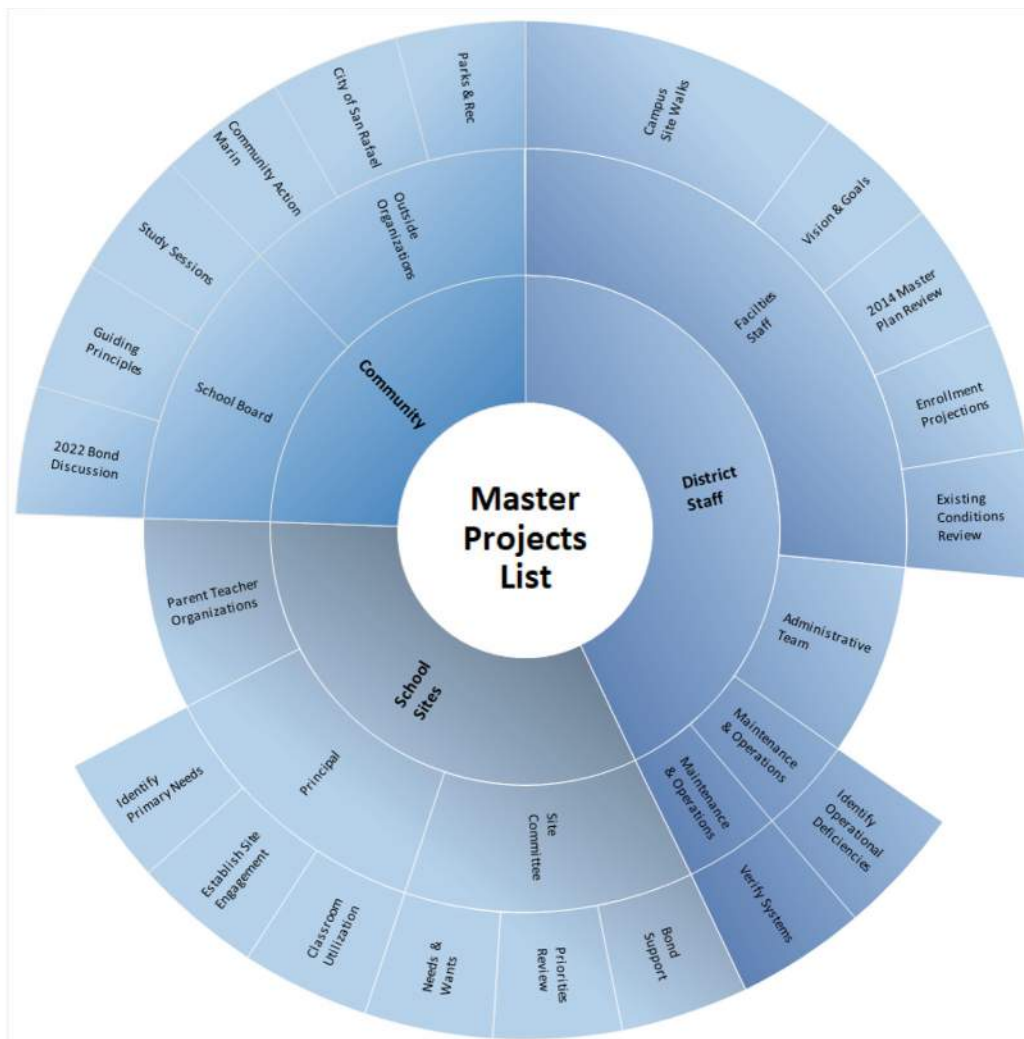 Master
Projects
List
District
Staff
Facilties
Staff
Campus
Site Walks
Vision & Goals
2014 Master
Plan Review
Enrollment
Projections
Existing
Conditions
Review
Administrative
Team
Maintenance
& Operations
Identify
Operational
Deficiencies
Maintenance
& Operations
Verify Systems
School
Sites
Site
Committee
Bond
Support
Priorities
Review
Needs &
Wants
Principal
Classroom
Utilization
Establish Site
Engagement
Identify
Primary Needs
Parent Teacher
Organizations
Community
School Board
2022 Bond
Discussion
Guiding
Principles
Study Sessions
Outside
Organizations
Community Action
Marin
City of San Rafael
Parks & Rec